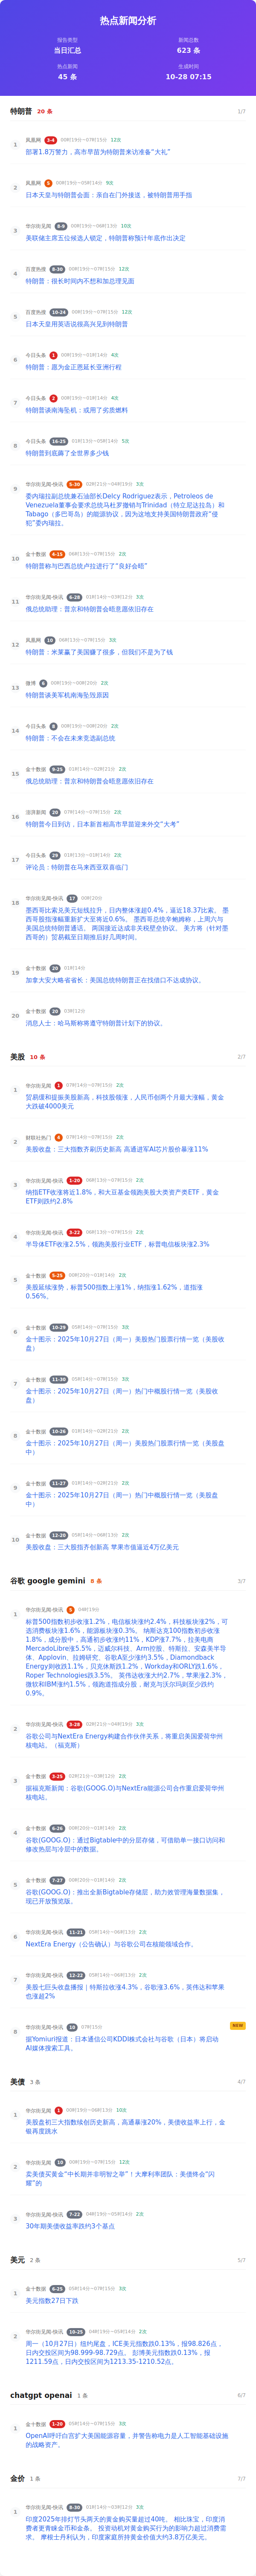 热点新闻分析
报告类型
当日汇总
新闻总数
623 条
热点新闻
45 条
生成时间
10-28 07:15
特朗普 20 条 1/7
1
凤凰网 3-4 00时19分~07时15分 12次
部署1.8万警力，高市早苗为特朗普来访准备“大礼”
2
凤凰网 5 00时19分~05时14分 9次
日本天皇与特朗普会面：亲自在门外接送，被特朗普用手指
3
华尔街见闻 8-9 00时19分~06时13分 10次
美联储主席五位候选人锁定，特朗普称预计年底作出决定
4
百度热搜 8-30 00时19分~07时15分 12次
特朗普：很长时间内不想和加总理见面
5
百度热搜 10-24 00时19分~07时15分 12次
日本天皇用英语说很高兴见到特朗普
6
今日头条 1 00时19分~01时14分 4次
特朗普：愿为金正恩延长亚洲行程
7
今日头条 2 00时19分~01时14分 4次
特朗普谈南海坠机：或用了劣质燃料
8
今日头条 16-25 01时13分~05时14分 5次
特朗普到底薅了全世界多少钱
9
华尔街见闻-快讯 5-30 02时21分~04时19分 3次
委内瑞拉副总统兼石油部长Delcy Rodriguez表示，Petroleos de
Venezuela董事会要求总统马杜罗撤销与Trinidad（特立尼达拉岛）和
Tabago（多巴哥岛）的能源协议，因为这地支持美国特朗普政府“侵
犯”委内瑞拉。
10
金十数据 4-15 06时13分~07时15分 2次
特朗普称与巴西总统卢拉进行了“良好会晤”
11
华尔街见闻-快讯 6-28 01时14分~03时12分 3次
俄总统助理：普京和特朗普会晤意愿依旧存在
12
凤凰网 10 06时13分~07时15分 3次
特朗普：米莱赢了美国赚了很多，但我们不是为了钱
13
微博 6 00时19分~00时20分 2次
特朗普谈美军机南海坠毁原因
14
今日头条 8 00时19分~00时20分 2次
特朗普：不会在未来竞选副总统
15
金十数据 9-25 01时14分~02时21分 2次
俄总统助理：普京和特朗普会晤意愿依旧存在
16
澎湃新闻 20 07时14分~07时15分 2次
特朗普今日到访，日本新首相高市早苗迎来外交“大考”
17
今日头条 29 01时13分~01时14分 2次
评论员：特朗普在马来西亚双喜临门
18
华尔街见闻-快讯 17 00时20分
墨西哥比索兑美元短线拉升，日内整体涨超0.4%，逼近18.37比索。 墨
西哥股指涨幅重新扩大至将近0.6%。 墨西哥总统辛鲍姆称，上周六与
美国总统特朗普通话。 两国接近达成非关税壁垒协议。 美方将（针对墨
西哥的）贸易截至日期推后好几周时间。
19
金十数据 20 01时14分
加拿大安大略省省长：美国总统特朗普正在找借口不达成协议。
20
金十数据 26 03时12分
消息人士：哈马斯称将遵守特朗普计划下的协议。
美股 10 条 2/7
1
华尔街见闻 1 07时14分~07时15分 2次
贸易缓和提振美股新高，科技股领涨，人民币创两个月最大涨幅，黄金
大跌破4000美元
2
财联社热门 4 07时14分~07时15分 2次
美股收盘：三大指数齐刷历史新高 高通进军AI芯片股价暴涨11%
3
华尔街见闻-快讯 1-20 06时13分~07时15分 2次
纳指ETF收涨将近1.8%，和大豆基金领跑美股大类资产类ETF，黄金
ETF则跌约2.8%
4
华尔街见闻-快讯 3-22 06时13分~07时15分 2次
半导体ETF收涨2.5%，领跑美股行业ETF，标普电信板块涨2.3%
5
金十数据 5-25 00时20分~01时14分 2次
美股延续涨势，标普500指数上涨1%，纳指涨1.62%，道指涨
0.56%。
6
金十数据 10-29 05时14分~07时15分 3次
金十图示：2025年10月27日（周一）美股热门股票行情一览（美股收
盘）
7
金十数据 11-30 05时14分~07时15分 3次
金十图示：2025年10月27日（周一）热门中概股行情一览（美股收
盘）
8
金十数据 10-26 01时14分~02时21分 2次
金十图示：2025年10月27日（周一）美股热门股票行情一览（美股盘
中）
9
金十数据 11-27 01时14分~02时21分 2次
金十图示：2025年10月27日（周一）热门中概股行情一览（美股盘
中）
10
金十数据 12-28 05时14分~06时13分 2次
美股收盘：三大股指齐创新高 苹果市值逼近4万亿美元
谷歌 google gemini 8 条 3/7
1
华尔街见闻-快讯 5 04时19分
标普500指数初步收涨1.2%，电信板块涨约2.4%，科技板块涨2%，可
选消费板块涨1.6%，能源板块涨0.3%。 纳斯达克100指数初步收涨
1.8%，成分股中，高通初步收涨约11%，KDP涨7.7%，拉美电商
MercadoLibre涨5.5%，迈威尔科技、Arm控股、特斯拉、安森美半导
体、Applovin、拉姆研究、谷歌A至少涨约3.5%，Diamondback
Energy则收跌1.1%，贝克休斯跌1.2%，Workday和ORLY跌1.6%，
Roper Technologies跌3.5%。 英伟达收涨大约2.7%，苹果涨2.3%，
微软和IBM涨约1.5%，领跑道指成分股，耐克与沃尔玛则至少跌约
0.9%。
2
华尔街见闻-快讯 3-28 02时21分~04时19分 3次
谷歌公司与NextEra Energy构建合作伙伴关系，将重启美国爱荷华州
核电站。（福克斯）
3
金十数据 3-25 02时21分~03时12分 2次
据福克斯新闻：谷歌(GOOG.O)与NextEra能源公司合作重启爱荷华州
核电站。
4
金十数据 6-26 00时20分~01时14分 2次
谷歌(GOOG.O)：通过Bigtable中的分层存储，可借助单一接口访问和
修改热层与冷层中的数据。
5
金十数据 7-27 00时20分~01时14分 2次
谷歌(GOOG.O)：推出全新Bigtable存储层，助力效管理海量数据集，
现已开放预览版。
6
华尔街见闻-快讯 11-21 05时14分~06时13分 2次
NextEra Energy（公告确认）与谷歌公司在核能领域合作。
7
华尔街见闻-快讯 12-22 05时14分~06时13分 2次
美股七巨头收盘播报｜特斯拉收涨4.3%，谷歌涨3.6%，英伟达和苹果
也涨超2%
8
华尔街见闻-快讯 10 07时15分 NEW
据Yomiuri报道：日本通信公司KDDI株式会社与谷歌（日本）将启动
AI媒体搜索工具。
美债 3 条 4/7
1
华尔街见闻 1 00时19分~06时13分 10次
美股盘初三大指数续创历史新高，高通暴涨20%，美债收益率上行，金
银再度跳水
2
华尔街见闻 10 00时19分~07时15分 12次
卖美债买黄金“中长期并非明智之举”！大摩利率团队：美债终会“闪
耀”的
3
华尔街见闻-快讯 7-22 04时19分~05时14分 2次
30年期美债收益率跌约3个基点
美元 2 条 5/7
1
金十数据 6-25 05时14分~07时15分 3次
美元指数27日下跌
2
华尔街见闻-快讯 10-25 04时19分~05时14分 2次
周一（10月27日）纽约尾盘，ICE美元指数跌0.13%，报98.826点，
日内交投区间为98.999-98.729点。 彭博美元指数跌0.13%，报
1211.59点，日内交投区间为1213.35-1210.52点。
chatgpt openai 1 条 6/7
1
金十数据 1-26 05时14分~07时15分 3次
OpenAI呼吁白宫扩大美国能源容量，并警告称电力是人工智能基础设施
的战略资产。
金价 1 条 7/7
1
华尔街见闻-快讯 8-30 01时14分~03时12分 3次
印度2025年排灯节头两天的黄金购买量超过40吨。 相比珠宝，印度消
费者更青睐金币和金条。 投资动机对黄金购买行为的影响力超过消费需
求。 摩根士丹利认为，印度家庭所持黄金价值大约3.8万亿美元。